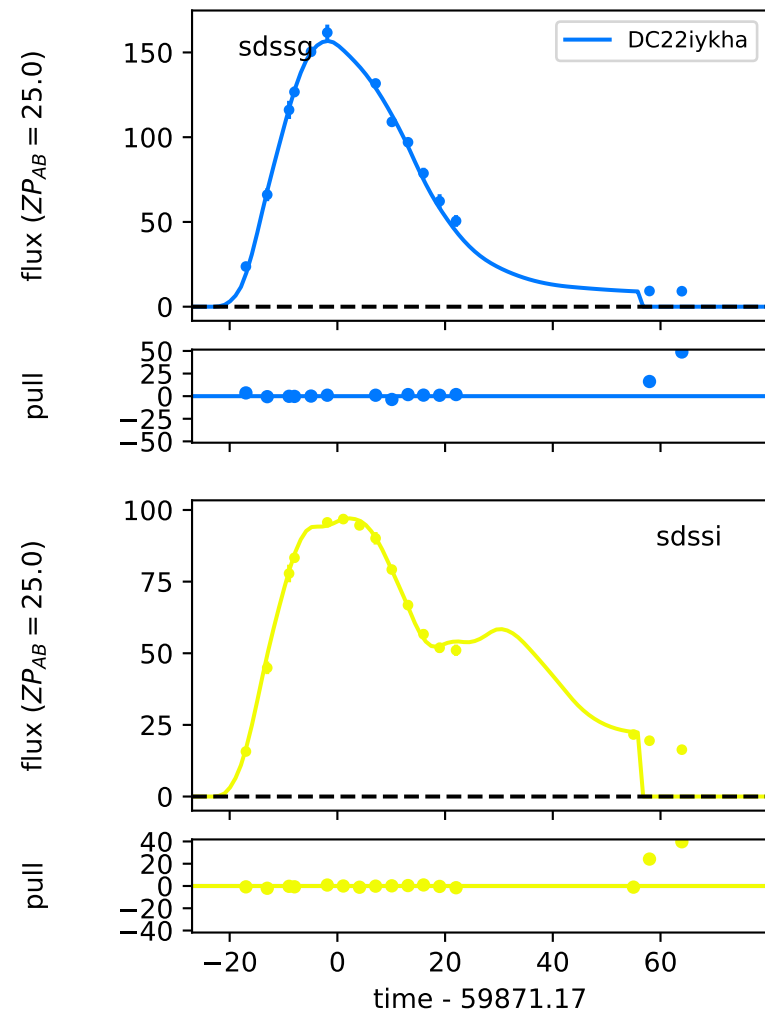 sdssg
DC22iykha
flux (ZP_AB = 25.0)
150
100
50
0
pull
50
25
0
−25
−50
sdssi
flux (ZP_AB = 25.0)
100
75
50
25
0
pull
40
20
0
−20
−40
−20 0 20 40 60
time - 59871.17